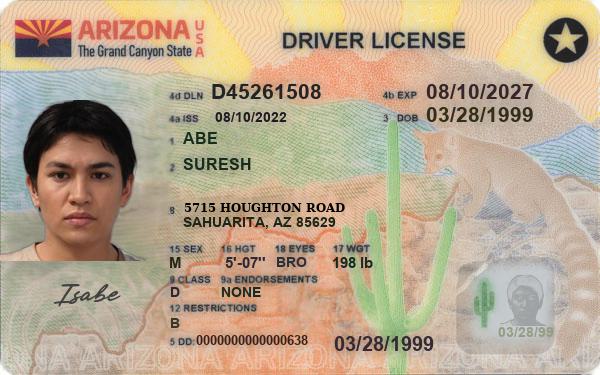 ARIZONA USA
The Grand Canyon State
DRIVER LICENSE
4d DLN D45261508
4b EXP 08/10/2027
4a ISS 08/10/2022
3 DOB 03/28/1999
1 ABE
2 SURESH
8 5715 HOUGHTON ROAD
SAHUARITA, AZ 85629
15 SEX 16 HGT 18 EYES 17 WGT
M 5'-07" BRO 198 lb
9 CLASS 9a ENDORSEMENTS
D NONE
12 RESTRICTIONS
B
5 DD: 0000000000000638
03/28/1999
Isabe
03/28/99
ARIZONA ARIZONA ARIZONA ARIZONA